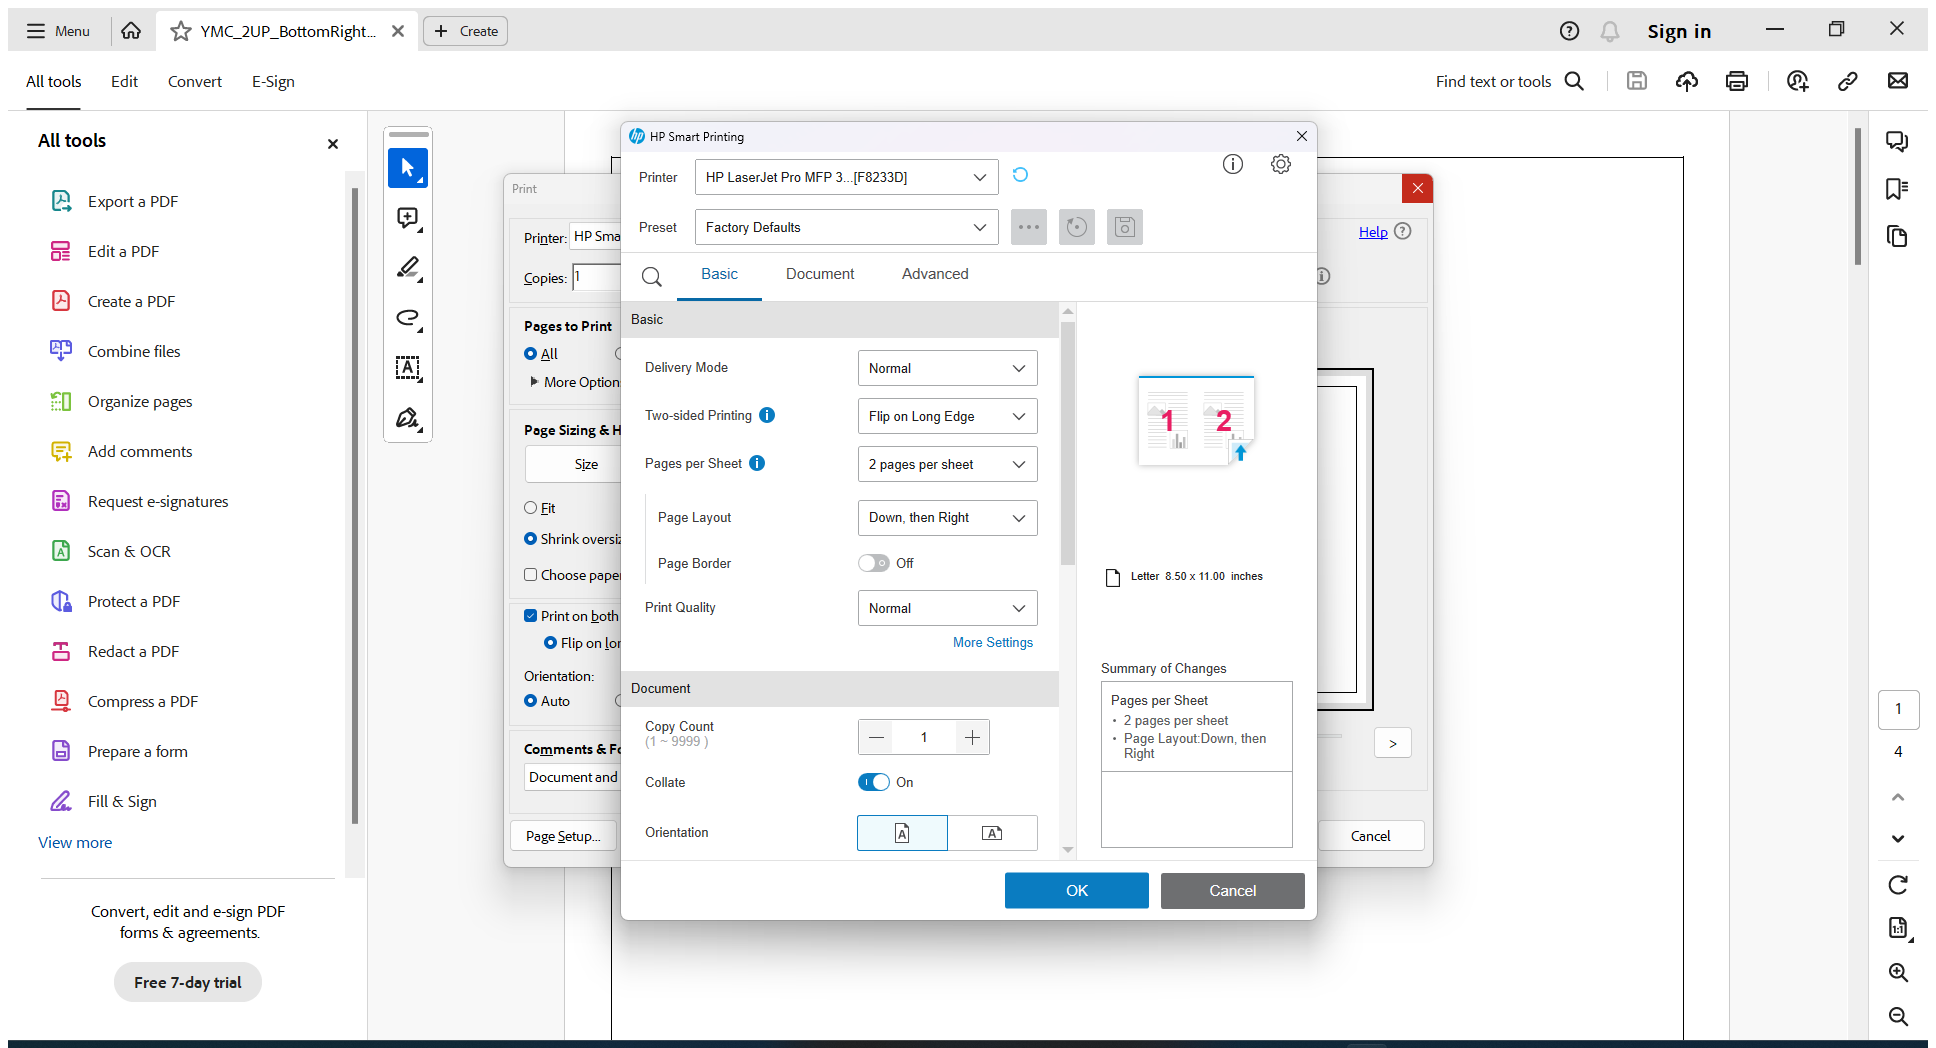 Menu
YMC_2UP_BottomRight...
Create
Sign in
All tools
Edit
Convert
E-Sign
Find text or tools
All tools
Export a PDF
Edit a PDF
Create a PDF
Combine files
Organize pages
Add comments
Request e-signatures
Scan & OCR
Protect a PDF
Redact a PDF
Compress a PDF
Prepare a form
Fill & Sign
View more
Convert, edit and e-sign PDF
forms & agreements.
Free 7-day trial
Print
Printer: HP Sma
Copies: 1
Help
Pages to Print
All
More Option
Page Sizing & H
Size
Fit
Shrink oversiz
Choose paper
Print on both
Flip on lon
Orientation:
Auto
Comments & Fo
Document and
Page Setup...
>
Cancel
HP Smart Printing
Printer HP LaserJet Pro MFP 3...[F8233D]
Preset Factory Defaults
Basic Document Advanced
Basic
Delivery Mode Normal
Two-sided Printing Flip on Long Edge
Pages per Sheet 2 pages per sheet
Page Layout Down, then Right
Page Border Off
Print Quality Normal
More Settings
Document
Copy Count
(1 ~ 9999 )
1
Collate On
Orientation
1 2
Letter 8.50 x 11.00 inches
Summary of Changes
Pages per Sheet
• 2 pages per sheet
• Page Layout:Down, then
Right
OK
Cancel
1
4
1:1